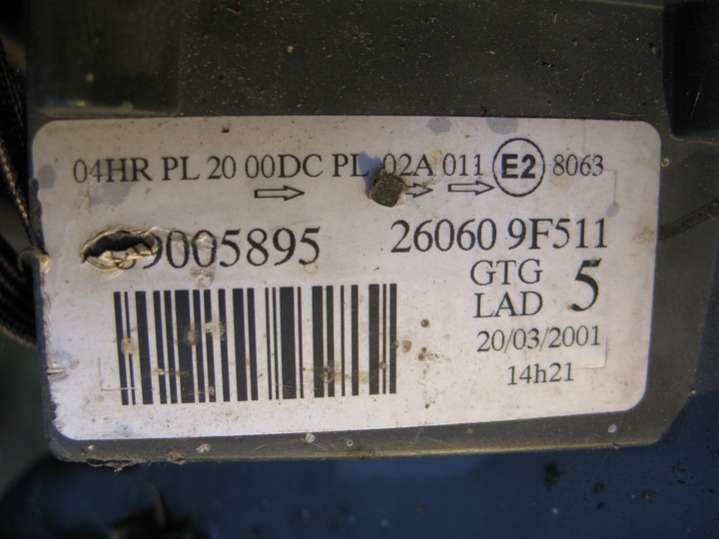 04HR PL 20 00DC PL 02A 011 E2 8063
9005895 26060 9F511
GTG
LAD 5
20/03/2001
14h21